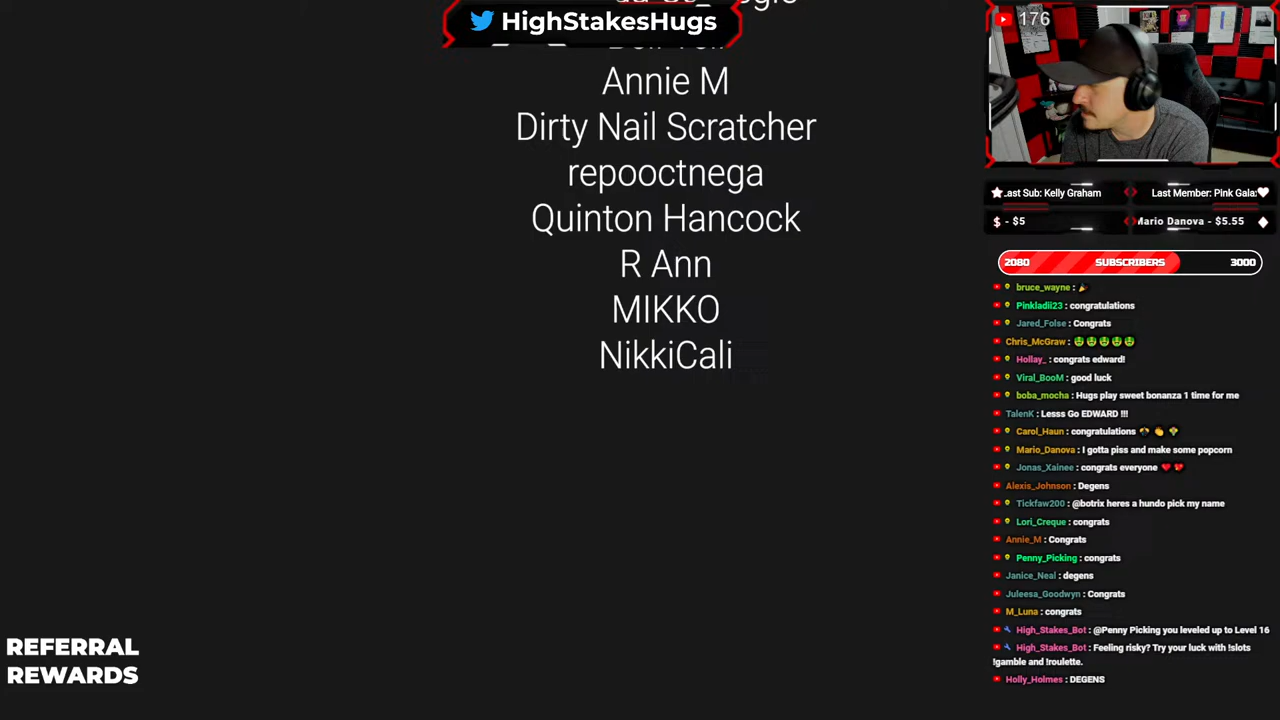 HighStakesHugs
Annie M
Dirty Nail Scratcher
repooctnega
Quinton Hancock
R Ann
MIKKO
NikkiCali
REFERRAL
REWARDS
176
Last Sub: Kelly Graham
Last Member: Pink Gala
$ - $5
Mario Danova - $5.55
2080 SUBSCRIBERS 3000
bruce_wayne :
Pinkladii23 : congratulations
Jared_Folse : Congrats
Chris_McGraw :
Hollay_ : congrats edward!
Viral_BooM : good luck
boba_mocha : Hugs play sweet bonanza 1 time for me
TalenK : Lesss Go EDWARD !!!
Carol_Haun : congratulations
Mario_Danova : I gotta piss and make some popcorn
Jonas_Xainee : congrats everyone
Alexis_Johnson : Degens
Tickfaw200 : @botrix heres a hundo pick my name
Lori_Creque : congrats
Annie_M : Congrats
Penny_Picking : congrats
Janice_Neal : degens
Juleesa_Goodwyn : Congrats
M_Luna : congrats
High_Stakes_Bot : @Penny Picking you leveled up to Level 16
High_Stakes_Bot : Feeling risky? Try your luck with !slots
!gamble and !roulette.
Holly_Holmes : DEGENS